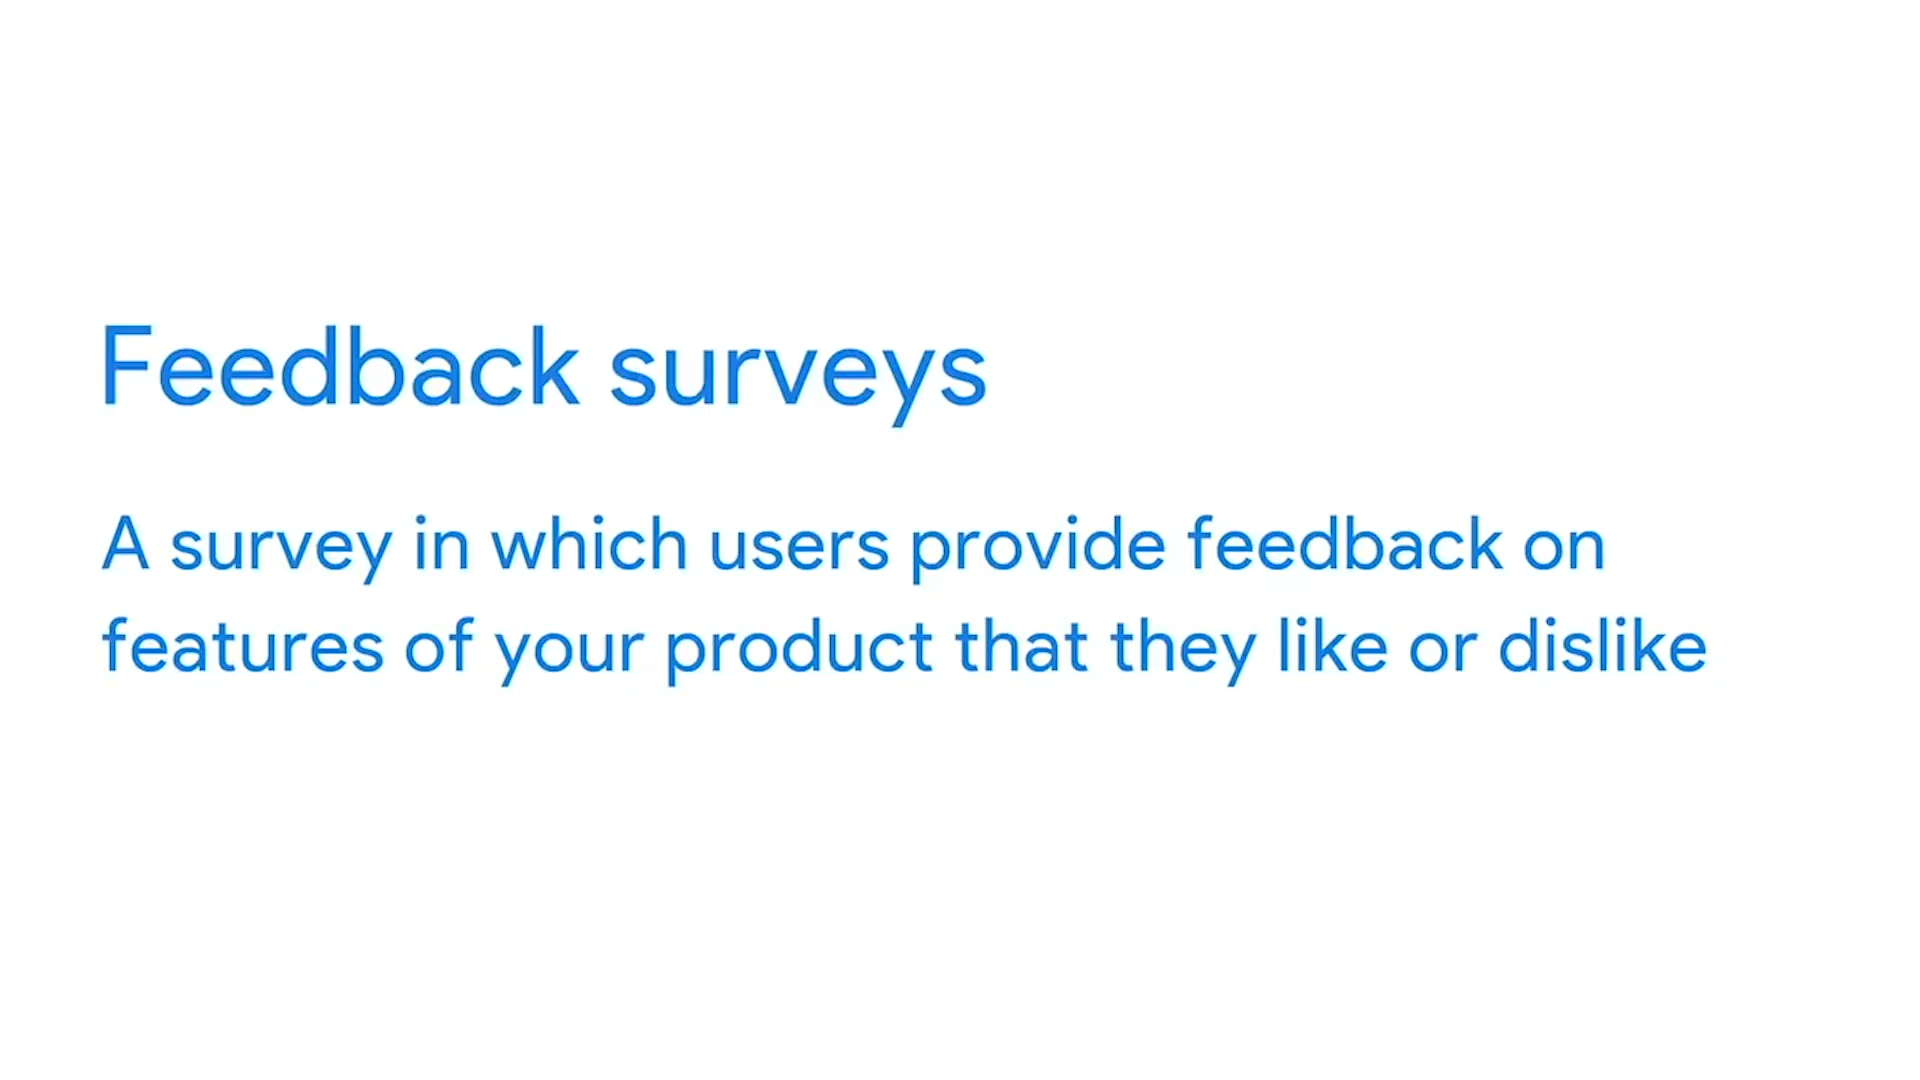 Feedback surveys
A survey in which users provide feedback on
features of your product that they like or dislike